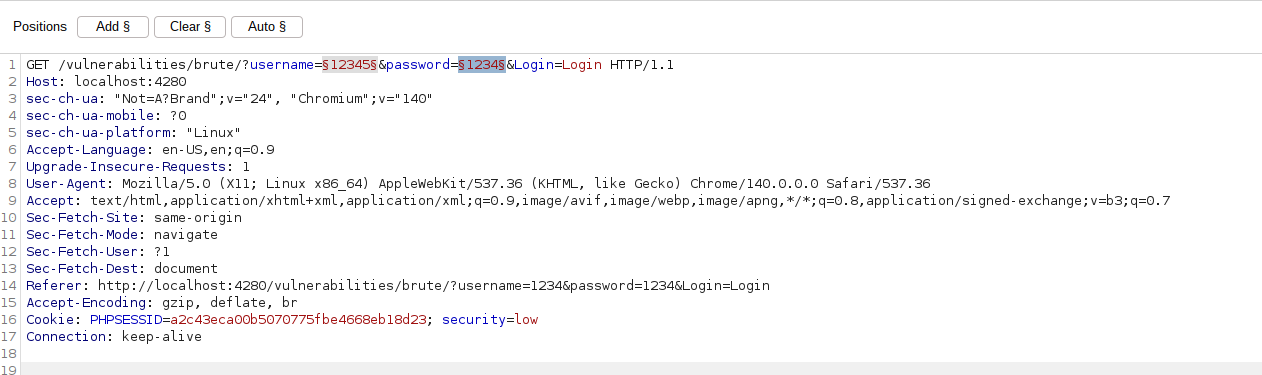 Positions Add § Clear § Auto §
1 GET /vulnerabilities/brute/?username=§12345§&password=§1234§&Login=Login HTTP/1.1
2 Host: localhost:4280
3 sec-ch-ua: "Not=A?Brand";v="24", "Chromium";v="140"
4 sec-ch-ua-mobile: ?0
5 sec-ch-ua-platform: "Linux"
6 Accept-Language: en-US,en;q=0.9
7 Upgrade-Insecure-Requests: 1
8 User-Agent: Mozilla/5.0 (X11; Linux x86_64) AppleWebKit/537.36 (KHTML, like Gecko) Chrome/140.0.0.0 Safari/537.36
9 Accept: text/html,application/xhtml+xml,application/xml;q=0.9,image/avif,image/webp,image/apng,*/*;q=0.8,application/signed-exchange;v=b3;q=0.7
10 Sec-Fetch-Site: same-origin
11 Sec-Fetch-Mode: navigate
12 Sec-Fetch-User: ?1
13 Sec-Fetch-Dest: document
14 Referer: http://localhost:4280/vulnerabilities/brute/?username=1234&password=1234&Login=Login
15 Accept-Encoding: gzip, deflate, br
16 Cookie: PHPSESSID=a2c43eca00b5070775fbe4668eb18d23; security=low
17 Connection: keep-alive
18
19